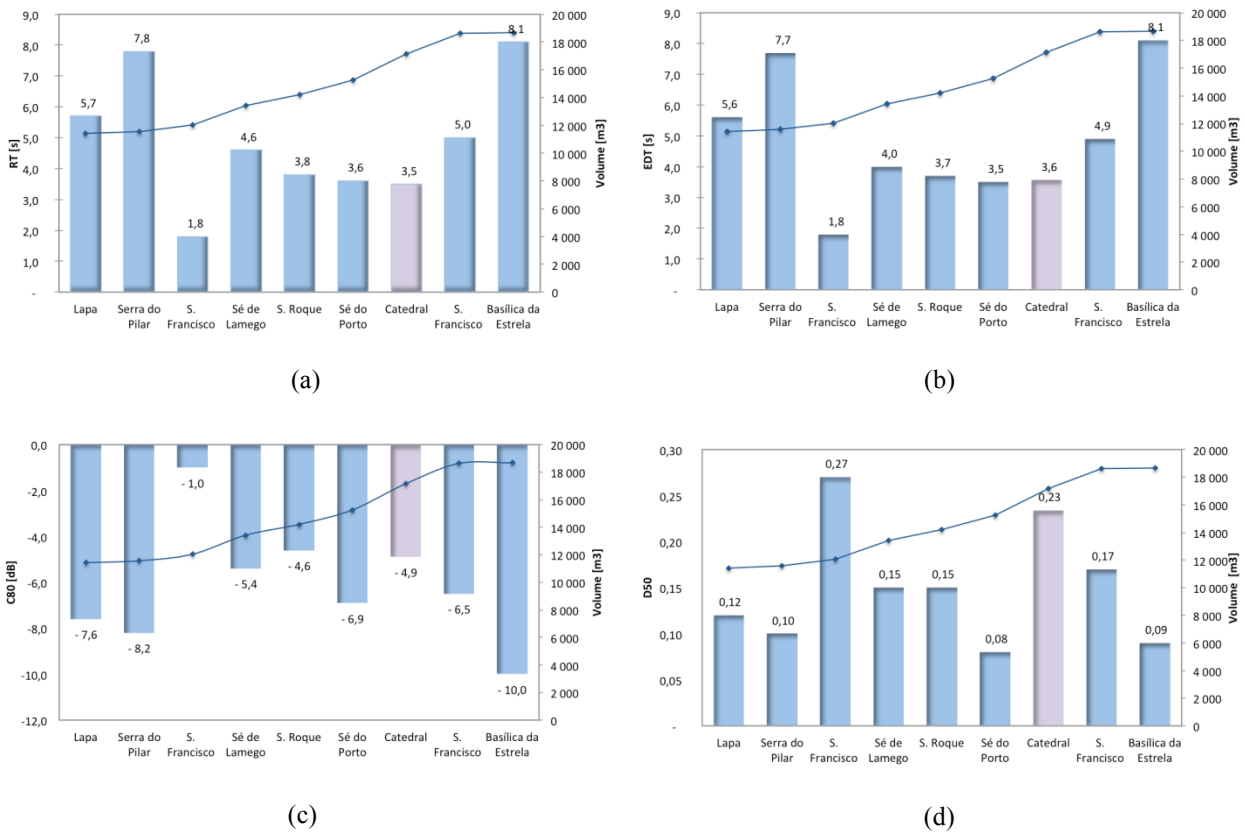 9,0
8,0
7,0
6,0
5,0
4,0
3,0
2,0
1,0
-
RT [s]
5,7
7,8
1,8
4,6
3,8
3,6
3,5
5,0
8,1
20 000
18 000
16 000
14 000
12 000
10 000
8 000
6 000
4 000
2 000
0
Volume [m3]
Lapa
Serra do
Pilar
S.
Francisco
Sé de
Lamego
S. Roque
Sé do
Porto
Catedral
S.
Francisco
Basílica da
Estrela
(a)
9,0
8,0
7,0
6,0
5,0
4,0
3,0
2,0
1,0
-
EDT [s]
5,6
7,7
1,8
4,0
3,7
3,5
3,6
4,9
8,1
20 000
18 000
16 000
14 000
12 000
10 000
8 000
6 000
4 000
2 000
0
Volume [m3]
Lapa
Serra do
Pilar
S.
Francisco
Sé de
Lamego
S. Roque
Sé do
Porto
Catedral
S.
Francisco
Basílica da
Estrela
(b)
0,0
-2,0
-4,0
-6,0
-8,0
-10,0
-12,0
C80 [dB]
- 7,6
- 8,2
- 1,0
- 5,4
- 4,6
- 6,9
- 4,9
- 6,5
- 10,0
20 000
18 000
16 000
14 000
12 000
10 000
8 000
6 000
4 000
2 000
0
Volume [m3]
Lapa
Serra do
Pilar
S.
Francisco
Sé de
Lamego
S. Roque
Sé do
Porto
Catedral
S.
Francisco
Basílica da
Estrela
(c)
0,30
0,25
0,20
0,15
0,10
0,05
-
D50
0,12
0,10
0,27
0,15
0,15
0,08
0,23
0,17
0,09
20 000
18 000
16 000
14 000
12 000
10 000
8 000
6 000
4 000
2 000
0
Volume [m3]
Lapa
Serra do
Pilar
S.
Francisco
Sé de
Lamego
S. Roque
Sé do
Porto
Catedral
S.
Francisco
Basílica da
Estrela
(d)